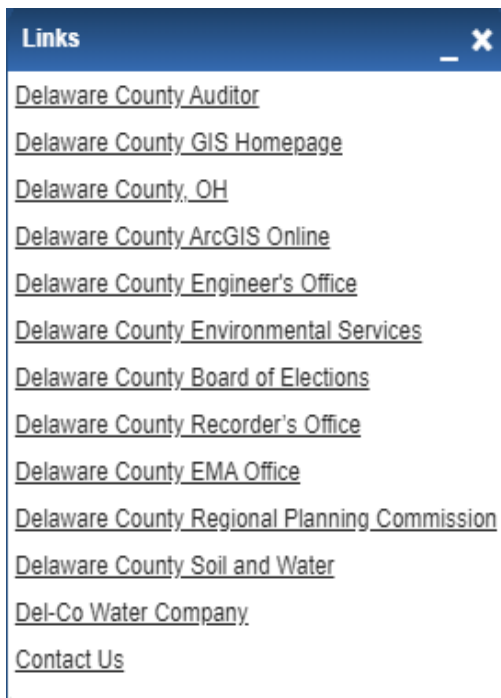 Links
Delaware County Auditor
Delaware County GIS Homepage
Delaware County, OH
Delaware County ArcGIS Online
Delaware County Engineer's Office
Delaware County Environmental Services
Delaware County Board of Elections
Delaware County Recorder’s Office
Delaware County EMA Office
Delaware County Regional Planning Commission
Delaware County Soil and Water
Del-Co Water Company
Contact Us